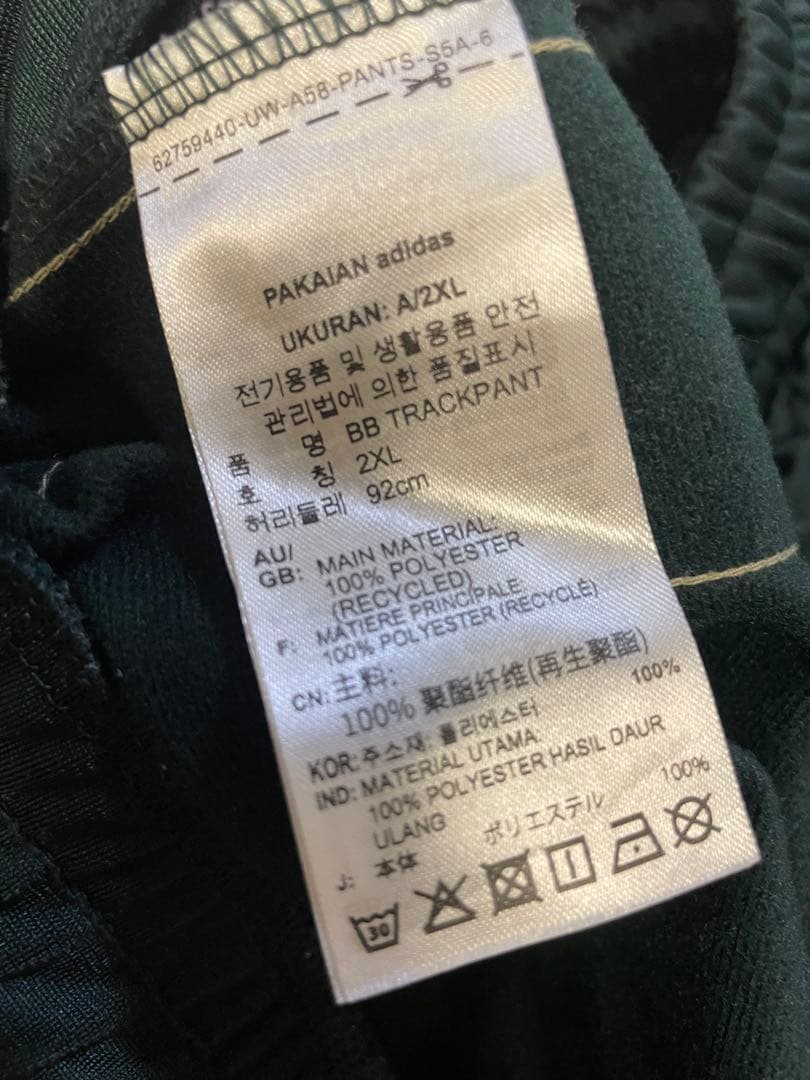 62759440-UW-A58-PANTS-S5A-6
PAKAIAN adidas
UKURAN: A/2XL
전기용품 및 생활용품 안전
관리법에 의한 품질표시
품 명 BB TRACKPANT
호 칭 2XL
허리둘레 92cm
AU/
GB: MAIN MATERIAL:
100% POLYESTER
(RECYCLED)
F: MATIERE PRINCIPALE
100% POLYESTER (RECYCLÉ)
CN: 主料:
100% 聚酯纤维(再生聚酯)
KOR: 주소재: 폴리에스터 100%
IND: MATERIAL UTAMA
100% POLYESTER HASIL DAUR
ULANG
J: 本体 ポリエステル 100%
30